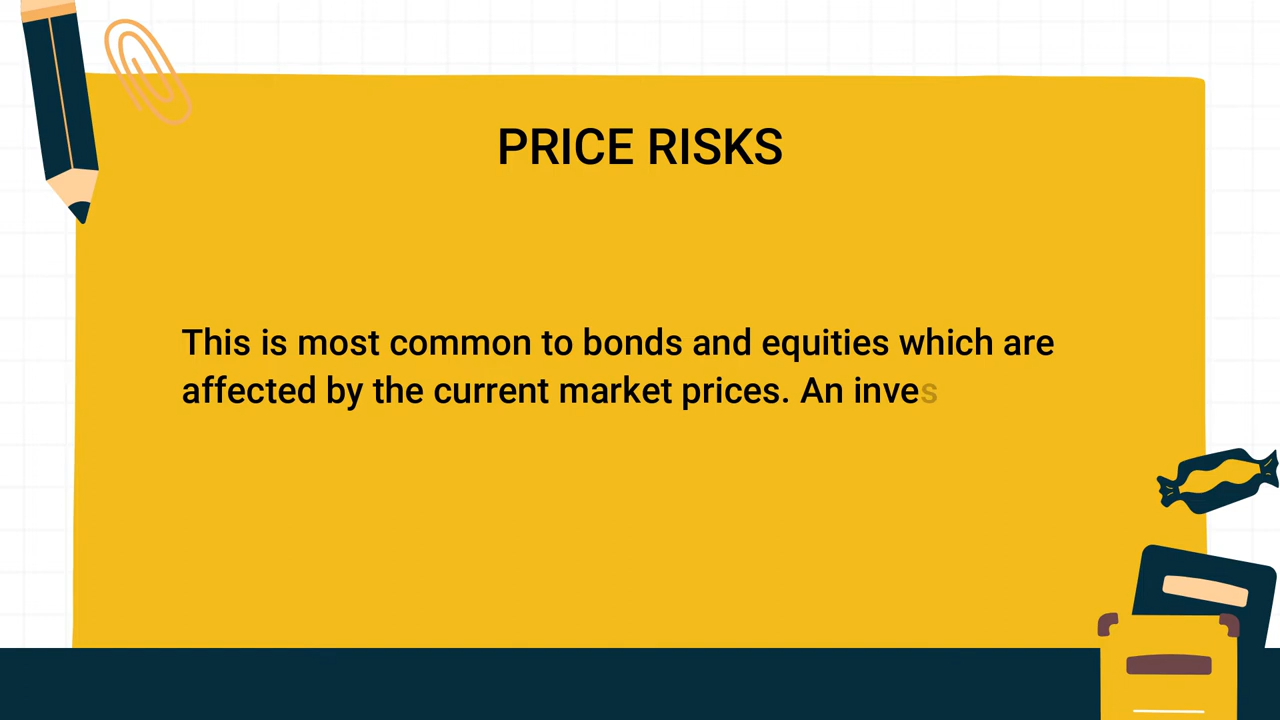 PRICE RISKS
This is most common to bonds and equities which are
affected by the current market prices. An inves